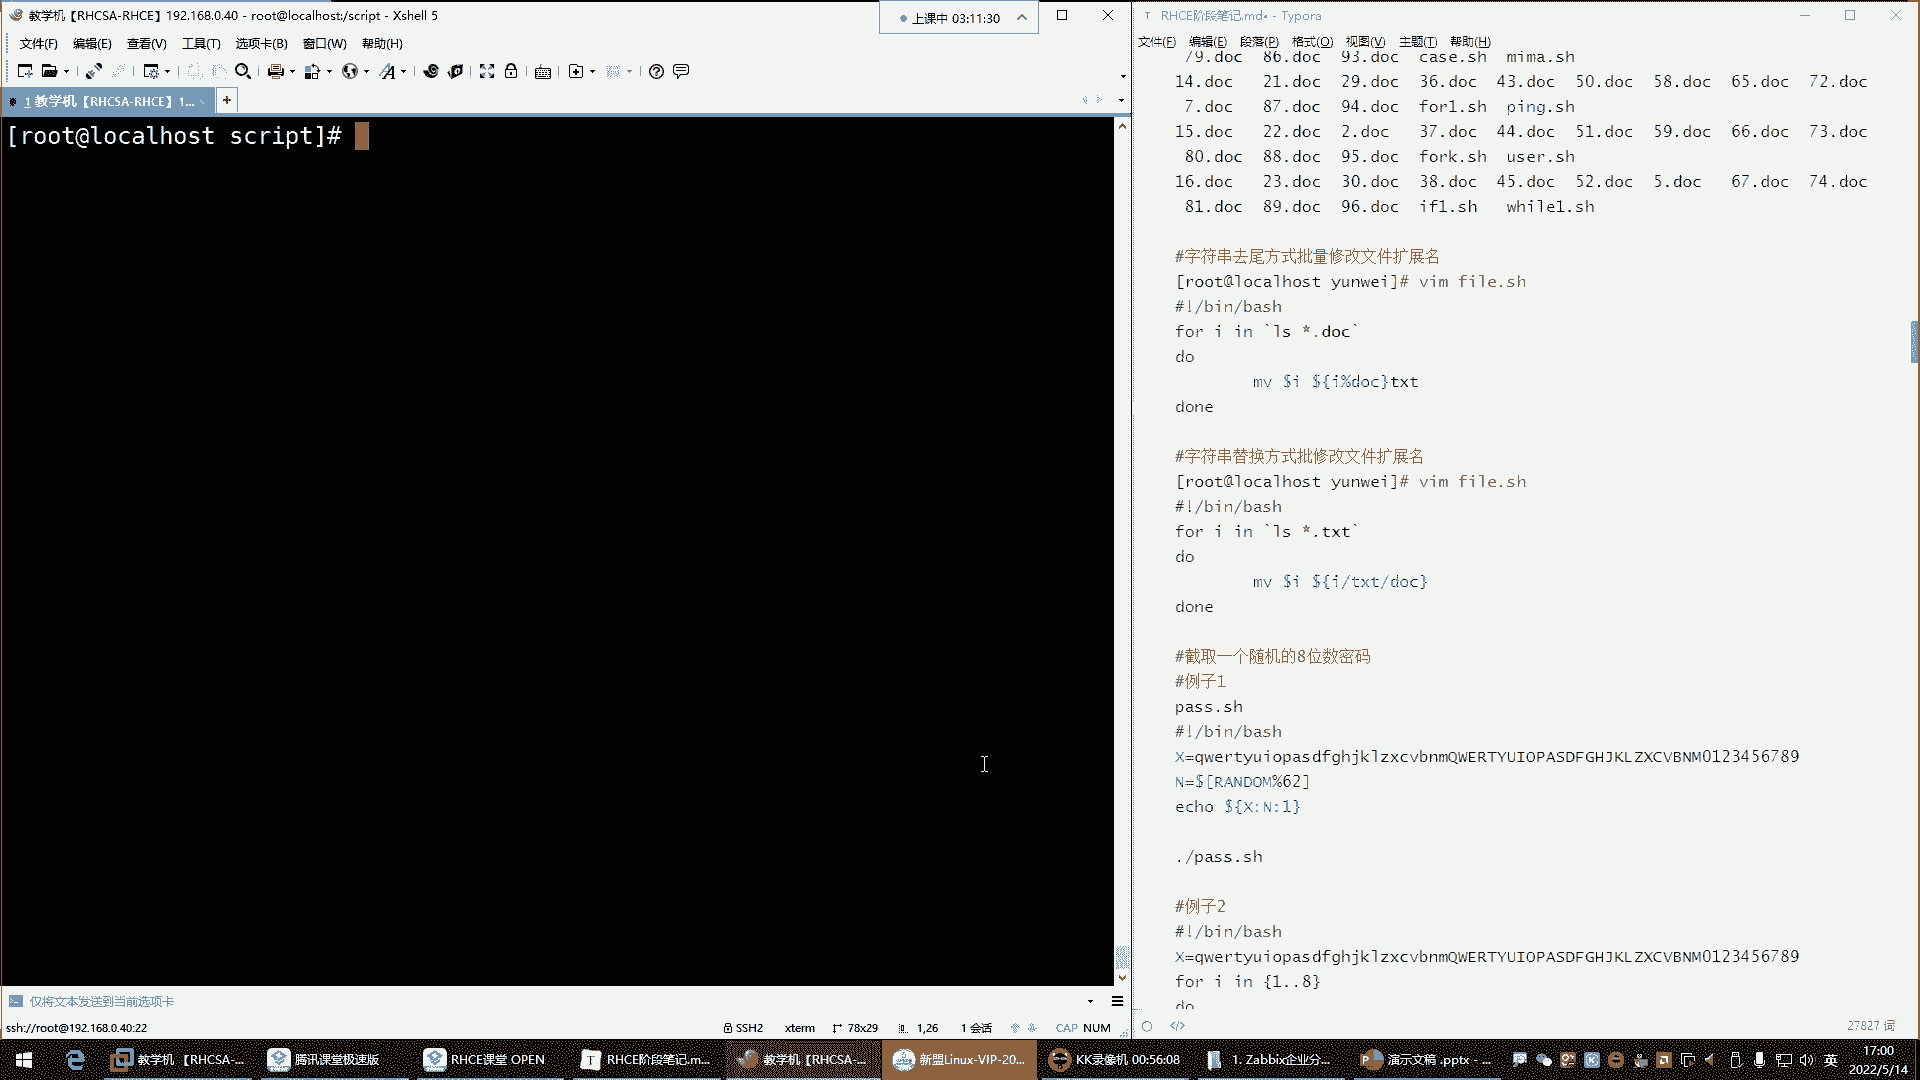 教学机【RHCSA-RHCE】192.168.0.40 - root@localhost:/script - Xshell 5
上课中 03:11:30
文件(F) 编辑(E) 查看(V) 工具(T) 选项卡(B) 窗口(W) 帮助(H)
1 教学机【RHCSA-RHCE】1...
+
[root@localhost script]#
仅将文本发送到当前选项卡
ssh://root@192.168.0.40:22
SSH2 xterm 78x29 1,26 1 会话 CAP NUM
RHCE阶段笔记.md• - Typora
文件(F) 编辑(E) 段落(P) 格式(O) 视图(V) 主题(T) 帮助(H)
79.doc 86.doc 93.doc case.sh mima.sh
14.doc 21.doc 29.doc 36.doc 43.doc 50.doc 58.doc 65.doc 72.doc
7.doc 87.doc 94.doc for1.sh ping.sh
15.doc 22.doc 2.doc 37.doc 44.doc 51.doc 59.doc 66.doc 73.doc
80.doc 88.doc 95.doc fork.sh user.sh
16.doc 23.doc 30.doc 38.doc 45.doc 52.doc 5.doc 67.doc 74.doc
81.doc 89.doc 96.doc if1.sh while1.sh
#字符串去尾方式批量修改文件扩展名
[root@localhost yunwei]# vim file.sh
#!/bin/bash
for i in `ls *.doc`
do
mv $i ${i%doc}txt
done
#字符串替换方式批修改文件扩展名
[root@localhost yunwei]# vim file.sh
#!/bin/bash
for i in `ls *.txt`
do
mv $i ${i/txt/doc}
done
#截取一个随机的8位数密码
#例子1
pass.sh
#!/bin/bash
X=qwertyuiopasdfghjklzxcvbnmQWERTYUIOPASDFGHJKLZXCVBNM0123456789
N=$[RANDOM%62]
echo ${X:N:1}
./pass.sh
#例子2
#!/bin/bash
X=qwertyuiopasdfghjklzxcvbnmQWERTYUIOPASDFGHJKLZXCVBNM0123456789
for i in {1..8}
do
27827 词
教学机 【RHCSA-... 腾讯课堂极速版 RHCE课堂 OPEN RHCE阶段笔记.m... 教学机【RHCSA-... 新盟Linux-VIP-20... KK录像机 00:56:08 1. Zabbix企业分... 演示文稿 .pptx - ... 英
17:00
2022/5/14